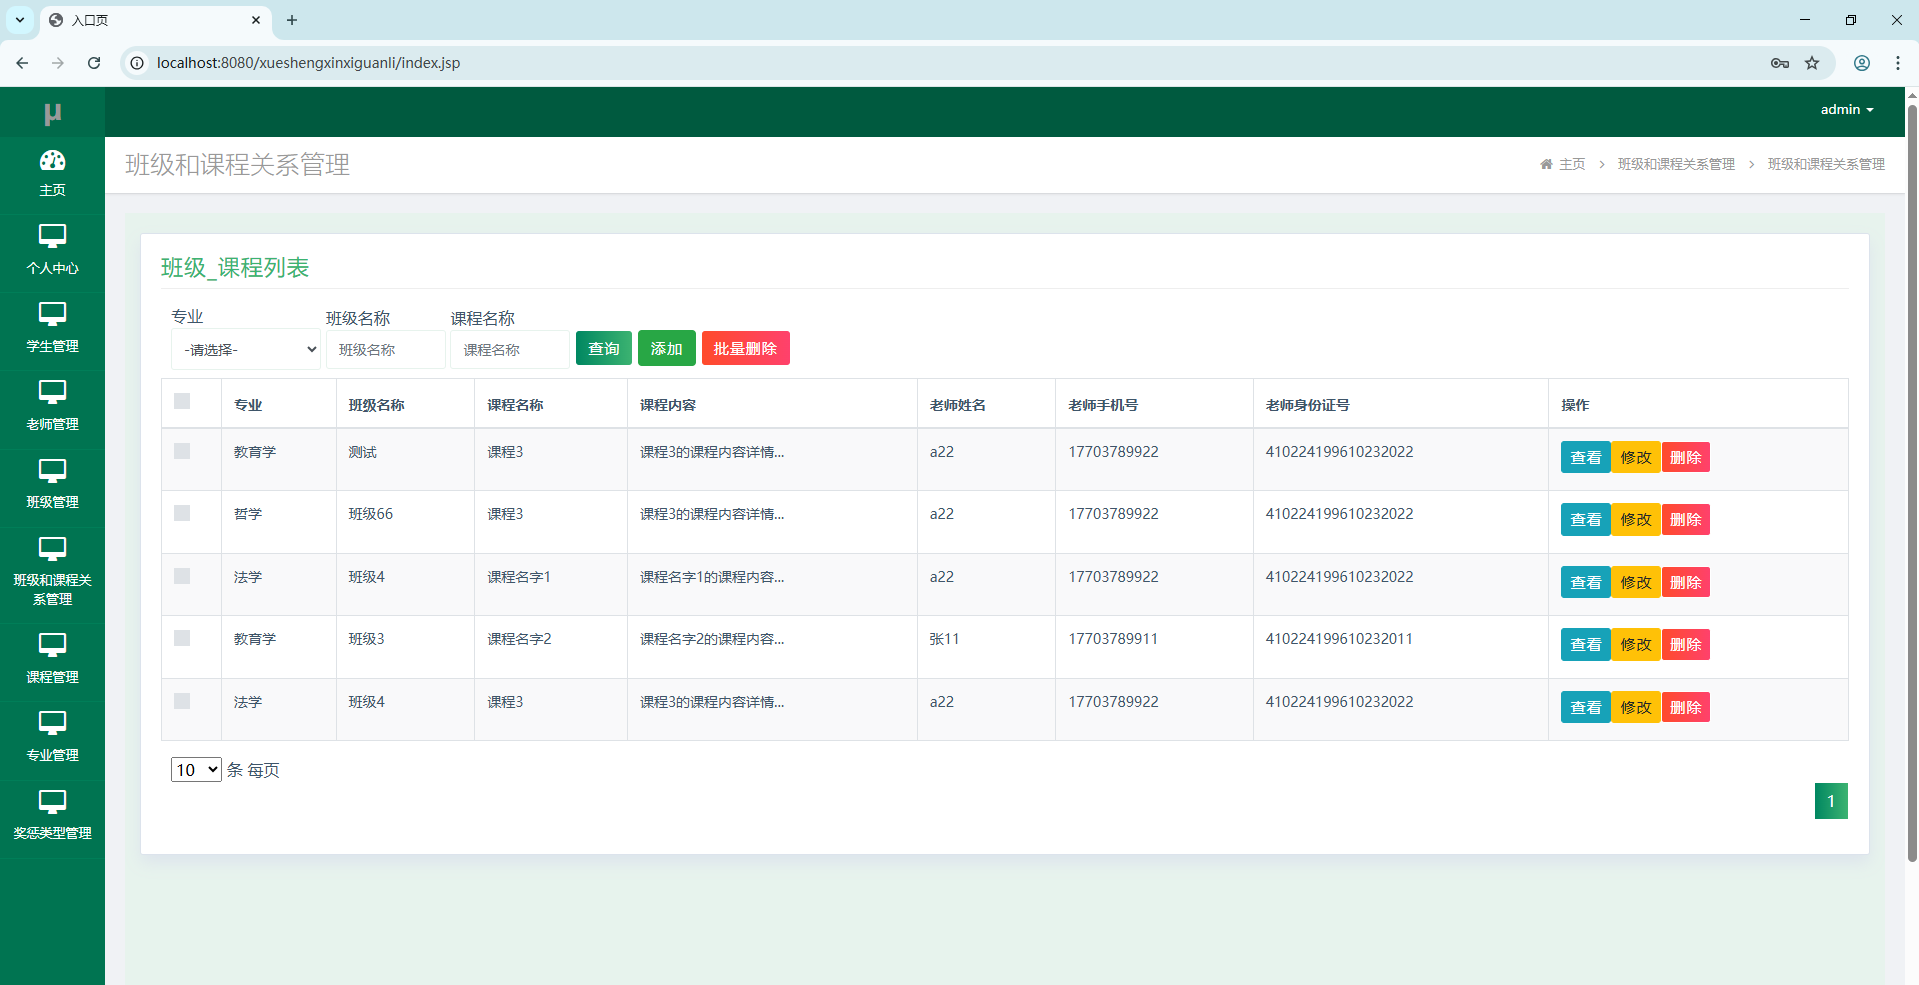 入口页
localhost:8080/xueshengxinxiguanli/index.jsp
µ
admin
主页
个人中心
学生管理
老师管理
班级管理
班级和课程关
系管理
课程管理
专业管理
奖惩类型管理
班级和课程关系管理
主页 > 班级和课程关系管理 > 班级和课程关系管理
班级_课程列表
专业 班级名称 课程名称
-请选择- 班级名称 课程名称 查询 添加 批量删除
专业 班级名称 课程名称 课程内容 老师姓名 老师手机号 老师身份证号 操作
教育学 测试 课程3 课程3的课程内容详情... a22 17703789922 410224199610232022 查看 修改 删除
哲学 班级66 课程3 课程3的课程内容详情... a22 17703789922 410224199610232022 查看 修改 删除
法学 班级4 课程名字1 课程名字1的课程内容... a22 17703789922 410224199610232022 查看 修改 删除
教育学 班级3 课程名字2 课程名字2的课程内容... 张11 17703789911 410224199610232011 查看 修改 删除
法学 班级4 课程3 课程3的课程内容详情... a22 17703789922 410224199610232022 查看 修改 删除
10 条 每页
1